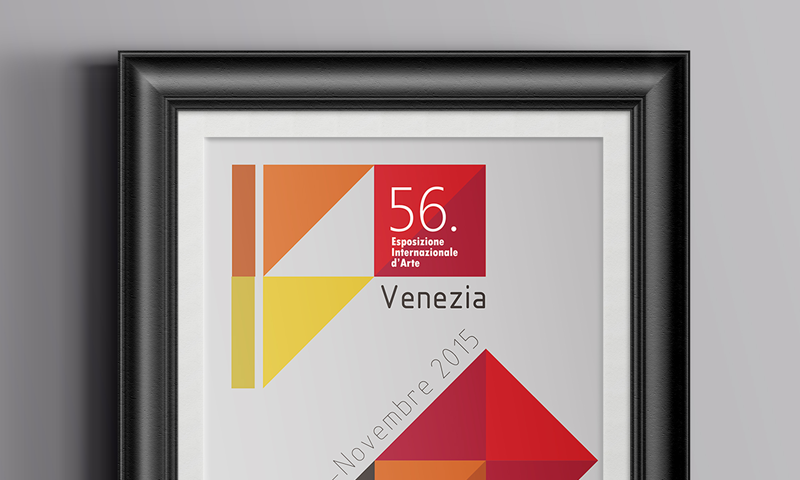 56.
Esposizione
Internazionale
d'Arte
Venezia
-Novembre 2015